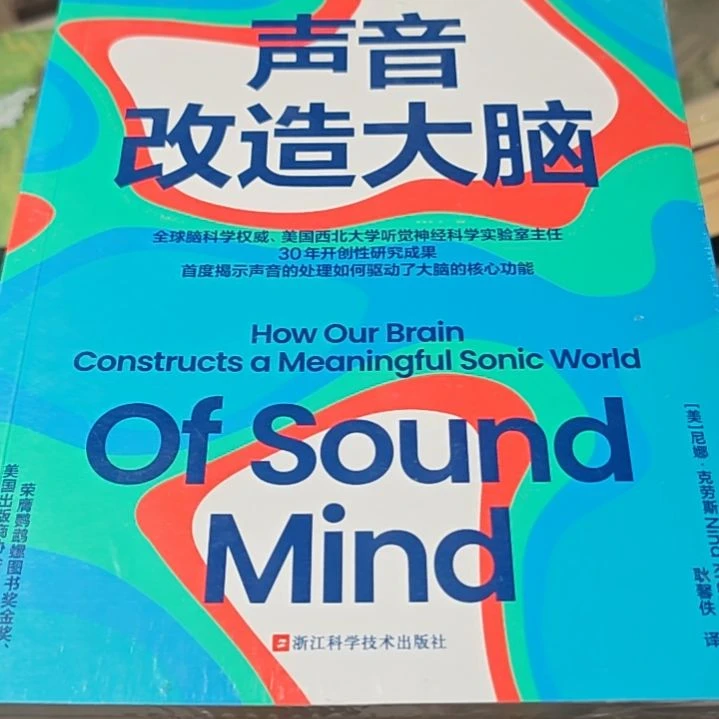 声音
改造大脑
全球脑科学权威、美国西北大学听觉神经科学实验室主任
30年开创性研究成果
首度揭示声音的处理如何驱动了大脑的核心功能
How Our Brain
Constructs a Meaningful Sonic World
Of Sound
Mind
[美]尼娜·克劳斯 Nina
耿馨佚 译
荣膺鹦鹉螺图书奖金奖、
美国出版商协
浙江科学技术出版社